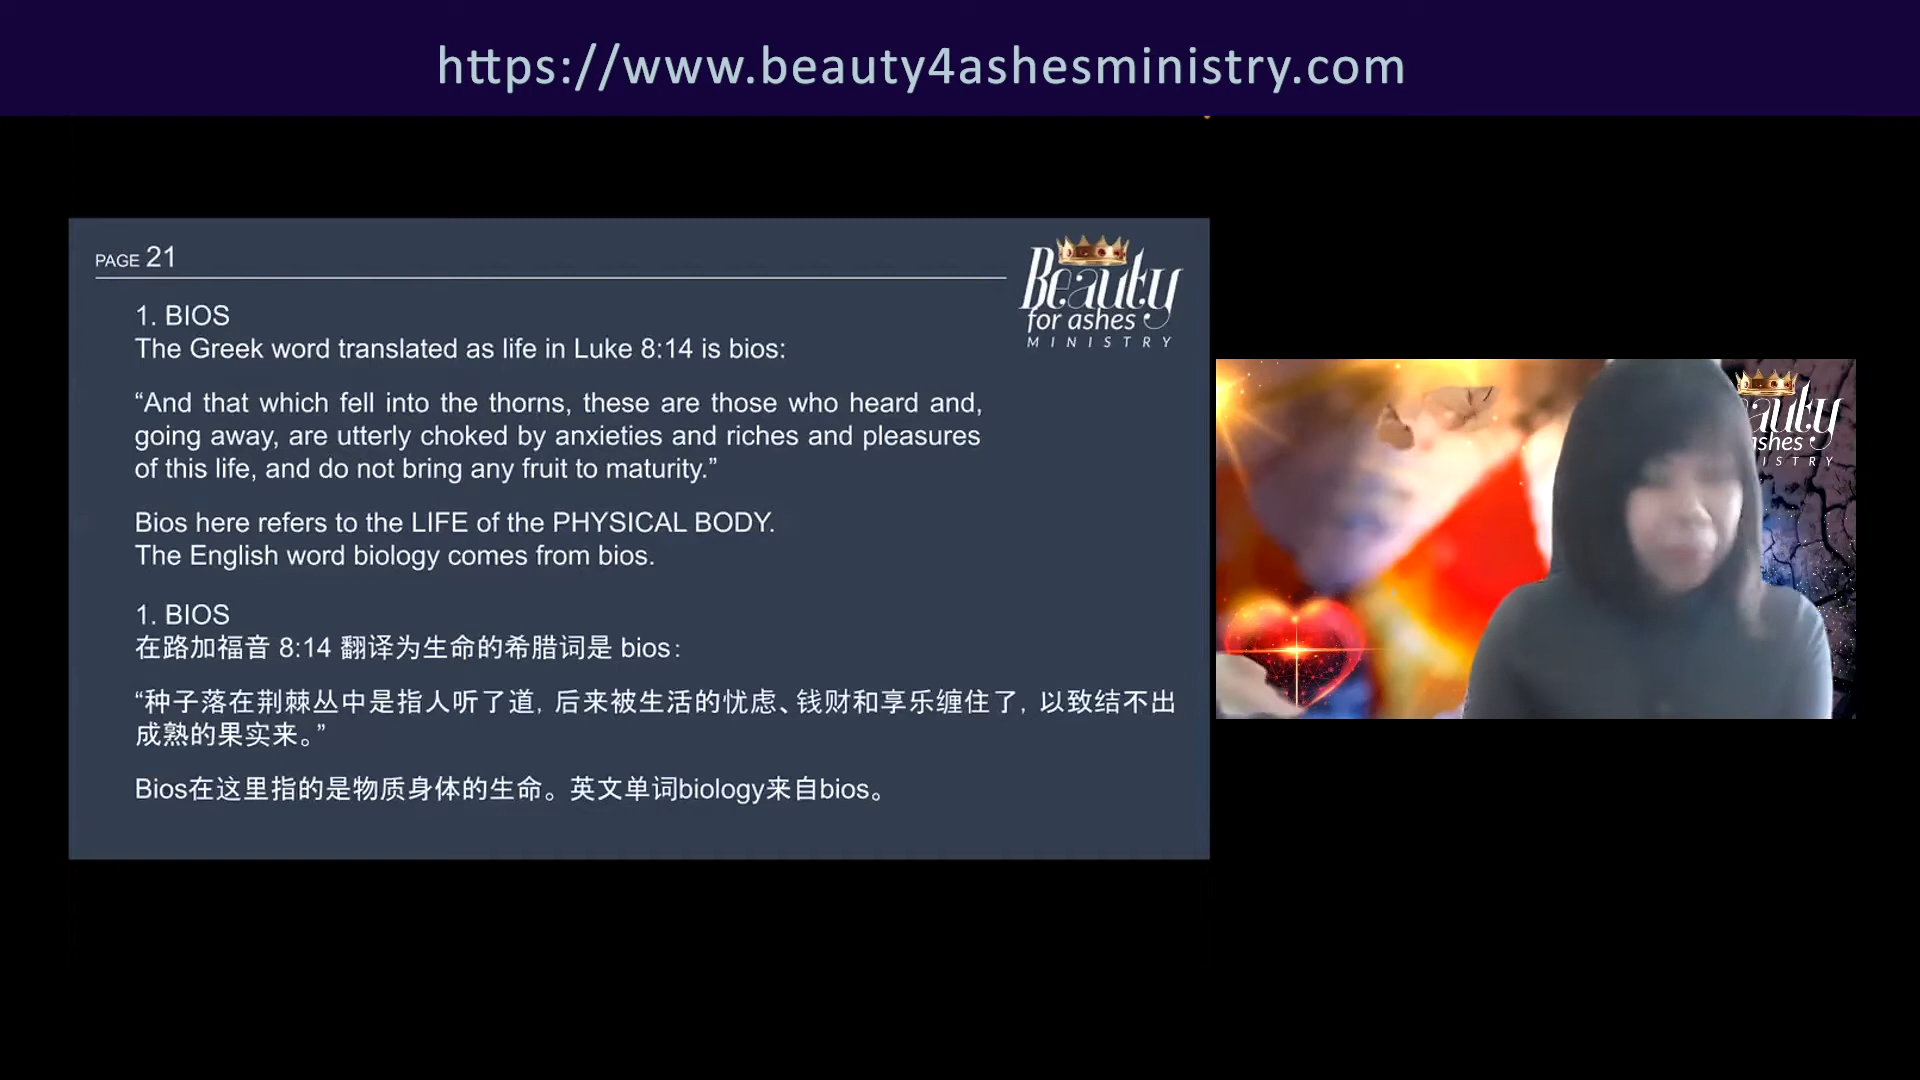 https://www.beauty4ashesministry.com
PAGE 21
Beauty
for ashes
MINISTRY
1. BIOS
The Greek word translated as life in Luke 8:14 is bios:
“And that which fell into the thorns, these are those who heard and,
going away, are utterly choked by anxieties and riches and pleasures
of this life, and do not bring any fruit to maturity.”
Bios here refers to the LIFE of the PHYSICAL BODY.
The English word biology comes from bios.
1. BIOS
在路加福音 8:14 翻译为生命的希腊词是 bios：
“种子落在荆棘丛中是指人听了道，后来被生活的忧虑、钱财和享乐缠住了，以致结不出
成熟的果实来。”
Bios在这里指的是物质身体的生命。英文单词biology来自bios。
auty
ashes
ISTRY